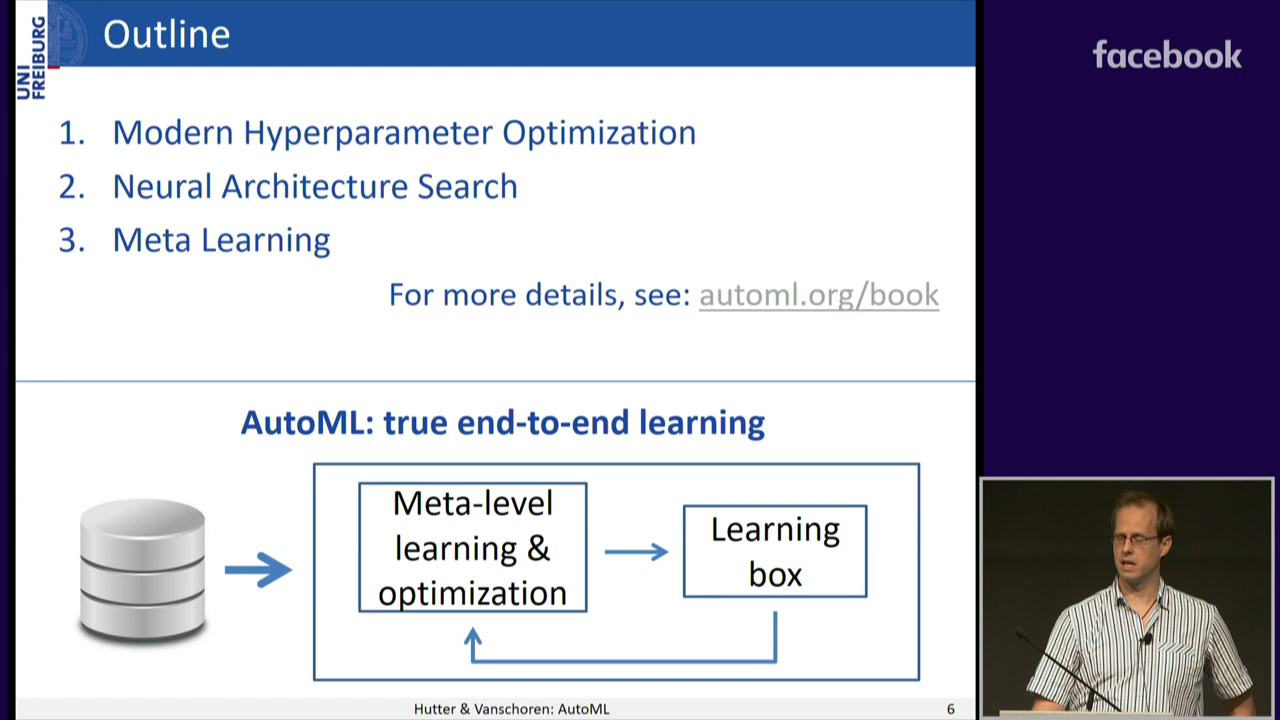 UNI
FREIBURG
Outline
facebook
1. Modern Hyperparameter Optimization
2. Neural Architecture Search
3. Meta Learning
For more details, see: automl.org/book
AutoML: true end-to-end learning
Meta-level
learning &
optimization
Learning
box
Hutter & Vanschoren: AutoML
6